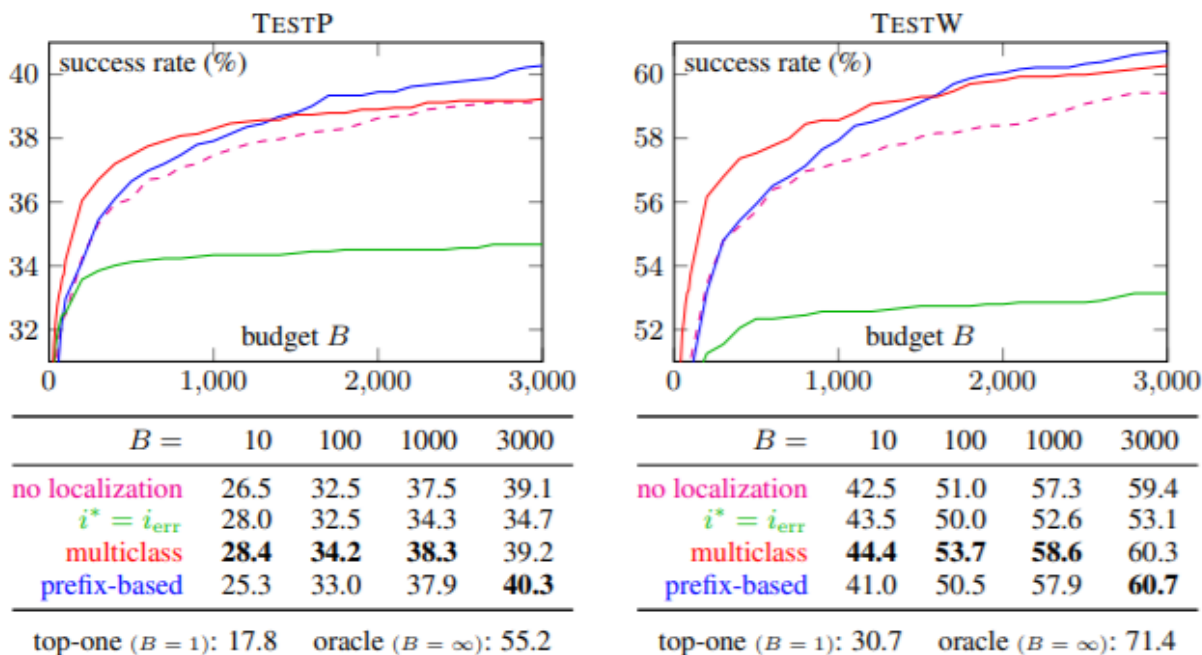 TESTP
success rate (%)
40
38
36
34
32
budget B
0 1,000 2,000 3,000
B = 10 100 1000 3000
no localization 26.5 32.5 37.5 39.1
i* = i_err 28.0 32.5 34.3 34.7
multiclass 28.4 34.2 38.3 39.2
prefix-based 25.3 33.0 37.9 40.3
top-one (B = 1): 17.8 oracle (B = ∞): 55.2
TESTW
success rate (%)
60
58
56
54
52
budget B
0 1,000 2,000 3,000
B = 10 100 1000 3000
no localization 42.5 51.0 57.3 59.4
i* = i_err 43.5 50.0 52.6 53.1
multiclass 44.4 53.7 58.6 60.3
prefix-based 41.0 50.5 57.9 60.7
top-one (B = 1): 30.7 oracle (B = ∞): 71.4